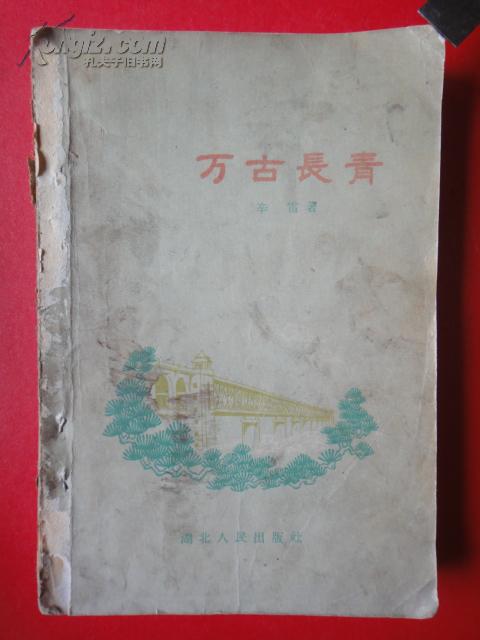 Kongfz.com
孔夫子旧书网
万古長青
辛雷著
湖北人民出版社